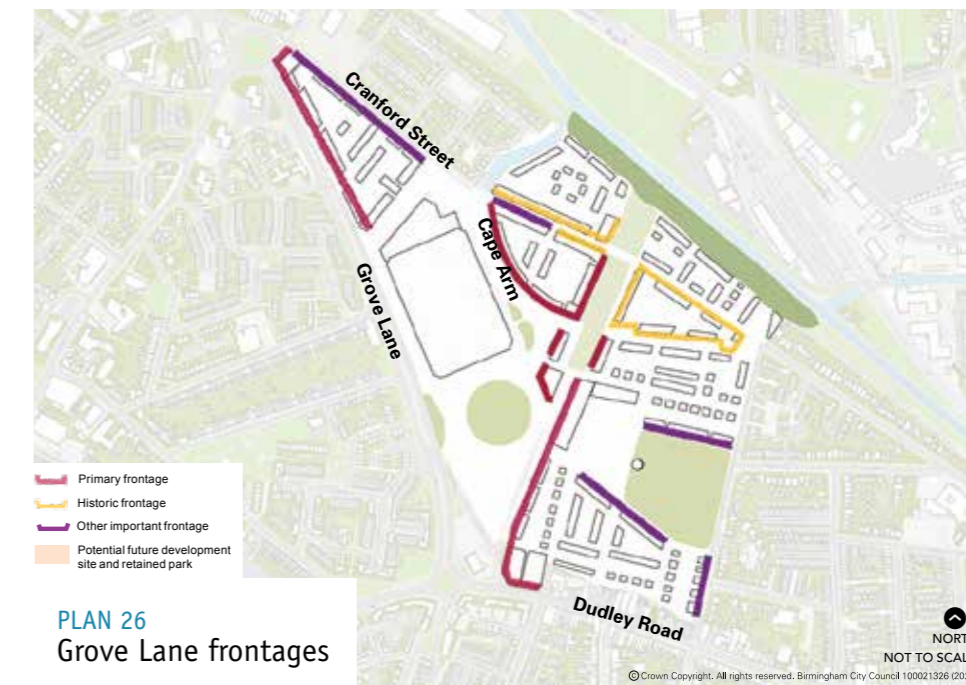 Cranford Street
Cape Arm
Grove Lane
Primary frontage
Historic frontage
Other important frontage
Potential future development
site and retained park
Dudley Road
PLAN 26
Grove Lane frontages
NORT
NOT TO SCAL
© Crown Copyright. All rights reserved. Birmingham City Council 100021326 (20